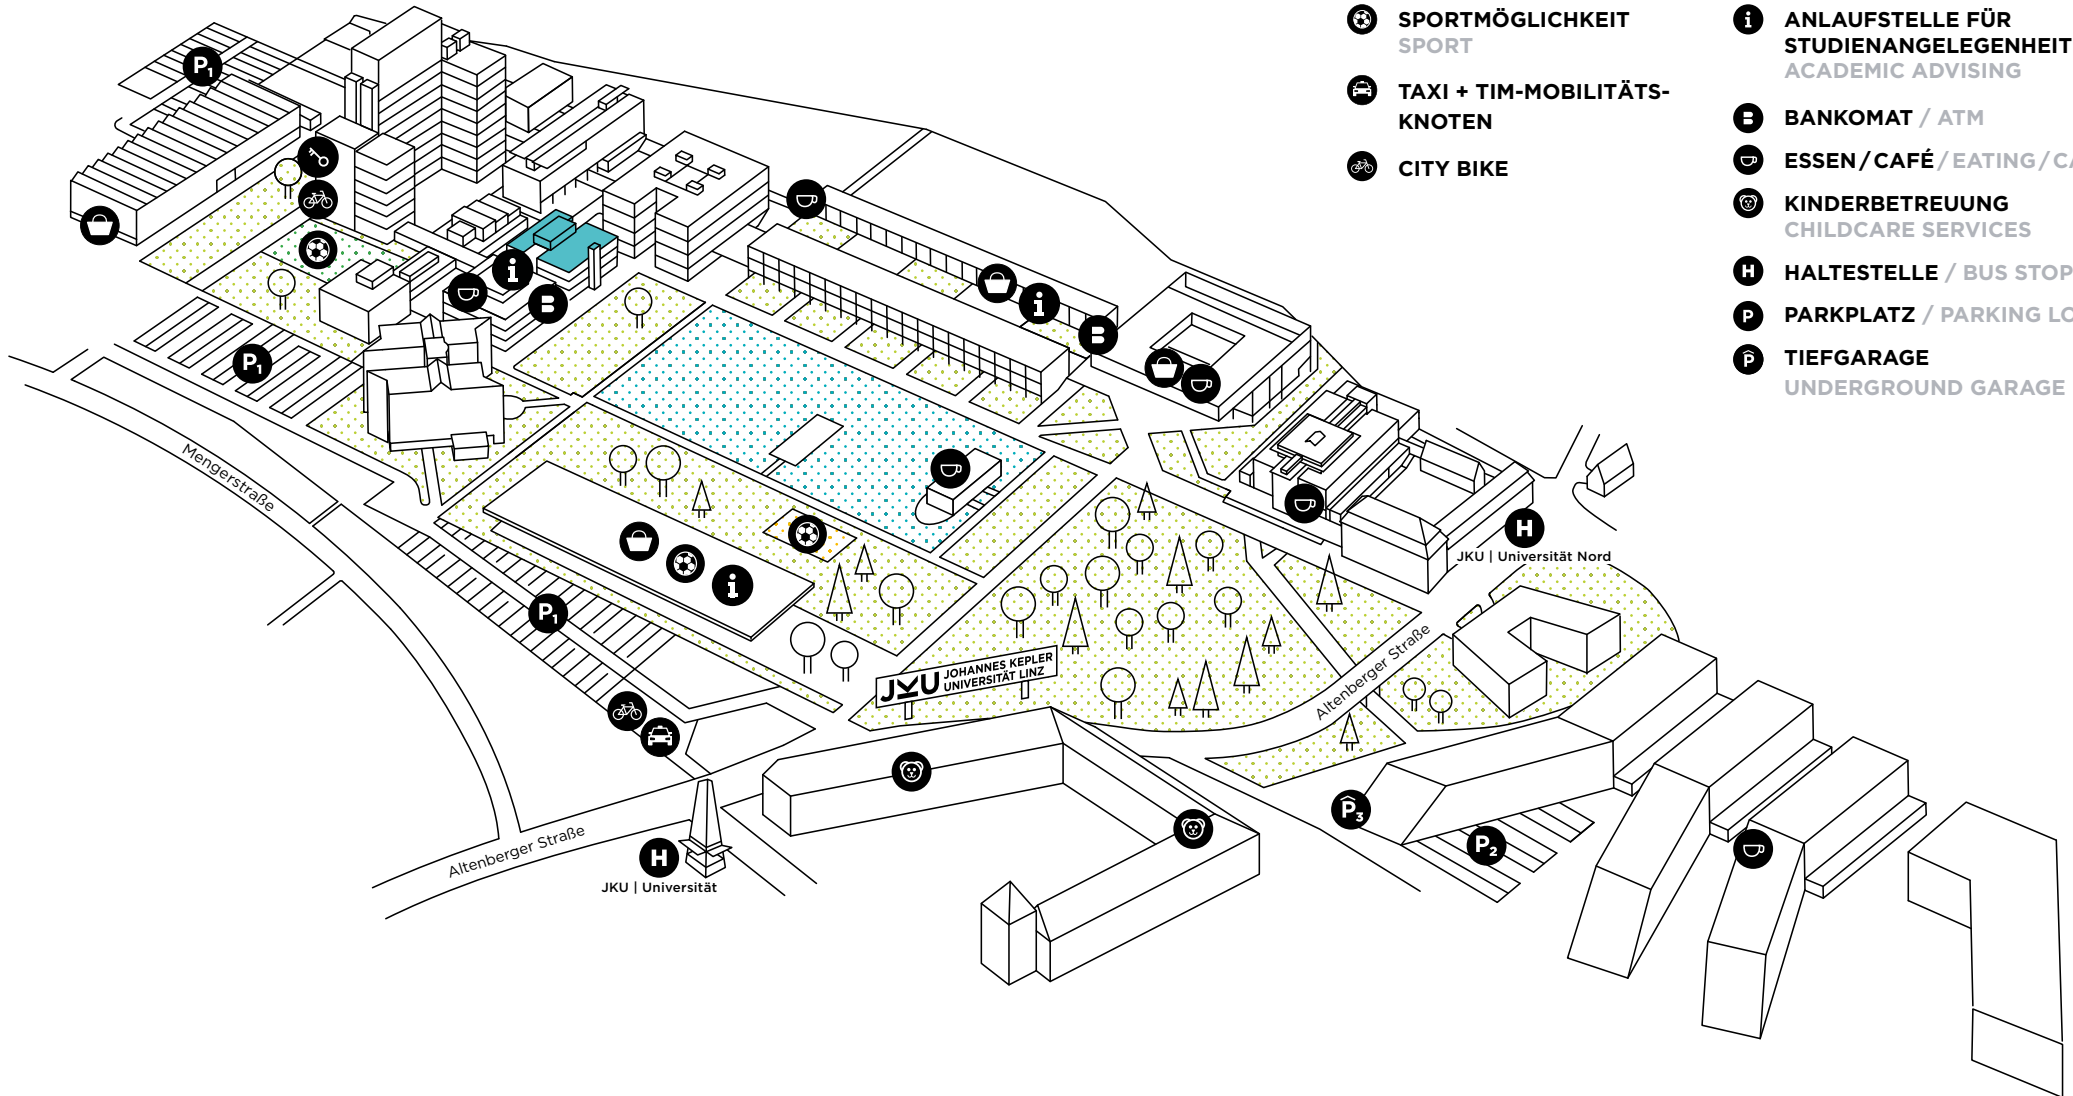 SPORTMÖGLICHKEIT
SPORT
TAXI + TIM-MOBILITÄTS-
KNOTEN
CITY BIKE
i ANLAUFSTELLE FÜR
STUDIENANGELEGENHEIT
ACADEMIC ADVISING
B BANKOMAT / ATM
ESSEN/CAFÉ/EATING/CA
KINDERBETREUUNG
CHILDCARE SERVICES
H HALTESTELLE / BUS STOP
P PARKPLATZ / PARKING LO
P TIEFGARAGE
UNDERGROUND GARAGE
P1
i
B
i
B
P1
Mengerstraße
H
JKU | Universität Nord
i
P1
JKU JOHANNES KEPLER
UNIVERSITÄT LINZ
Altenberger Straße
P3
P2
Altenberger Straße
H
JKU | Universität